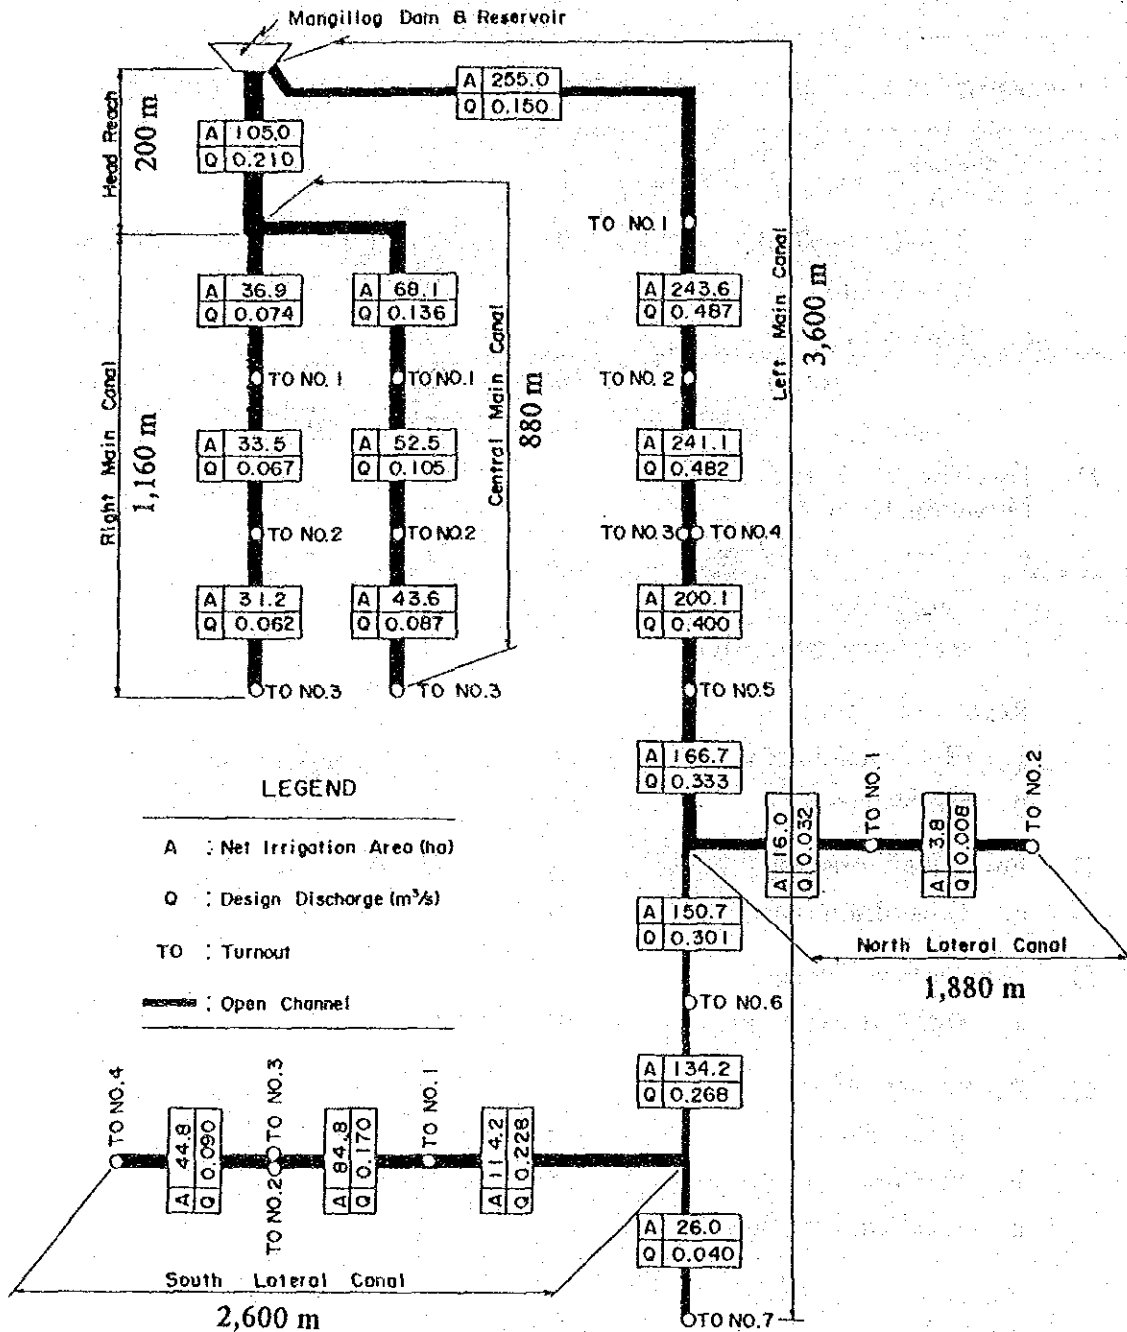 Mangillog Dam & Reservoir
A 255.0
Q 0.150
Head Reach
200 m
A 105.0
Q 0.210
TO NO.1
A 36.9
Q 0.074
A 68.1
Q 0.136
A 243.6
Q 0.487
Left Main Canal
3,600 m
Right Main Canal
1,160 m
Central Main Canal
880 m
TO NO.1
TO NO.1
TO NO.2
A 33.5
Q 0.067
A 52.5
Q 0.105
A 241.1
Q 0.482
TO NO.2
TO NO.2
TO NO.3
TO NO.4
A 31.2
Q 0.062
A 43.6
Q 0.087
A 200.1
Q 0.400
TO NO.3
TO NO.3
TO NO.5
A 166.7
Q 0.333
LEGEND
A : Net Irrigation Area (ha)
Q : Design Discharge (m³/s)
TO : Turnout
: Open Channel
A 16.0
Q 0.032
TO NO.1
A 3.8
Q 0.008
TO NO.2
A 150.7
Q 0.301
North Lateral Canal
1,880 m
TO NO.6
A 134.2
Q 0.268
TO NO.4
A 44.8
Q 0.090
TO NO.3
TO NO.2
A 84.8
Q 0.170
TO NO.1
A 114.2
Q 0.228
A 26.0
Q 0.040
South Lateral Canal
2,600 m
TO NO.7